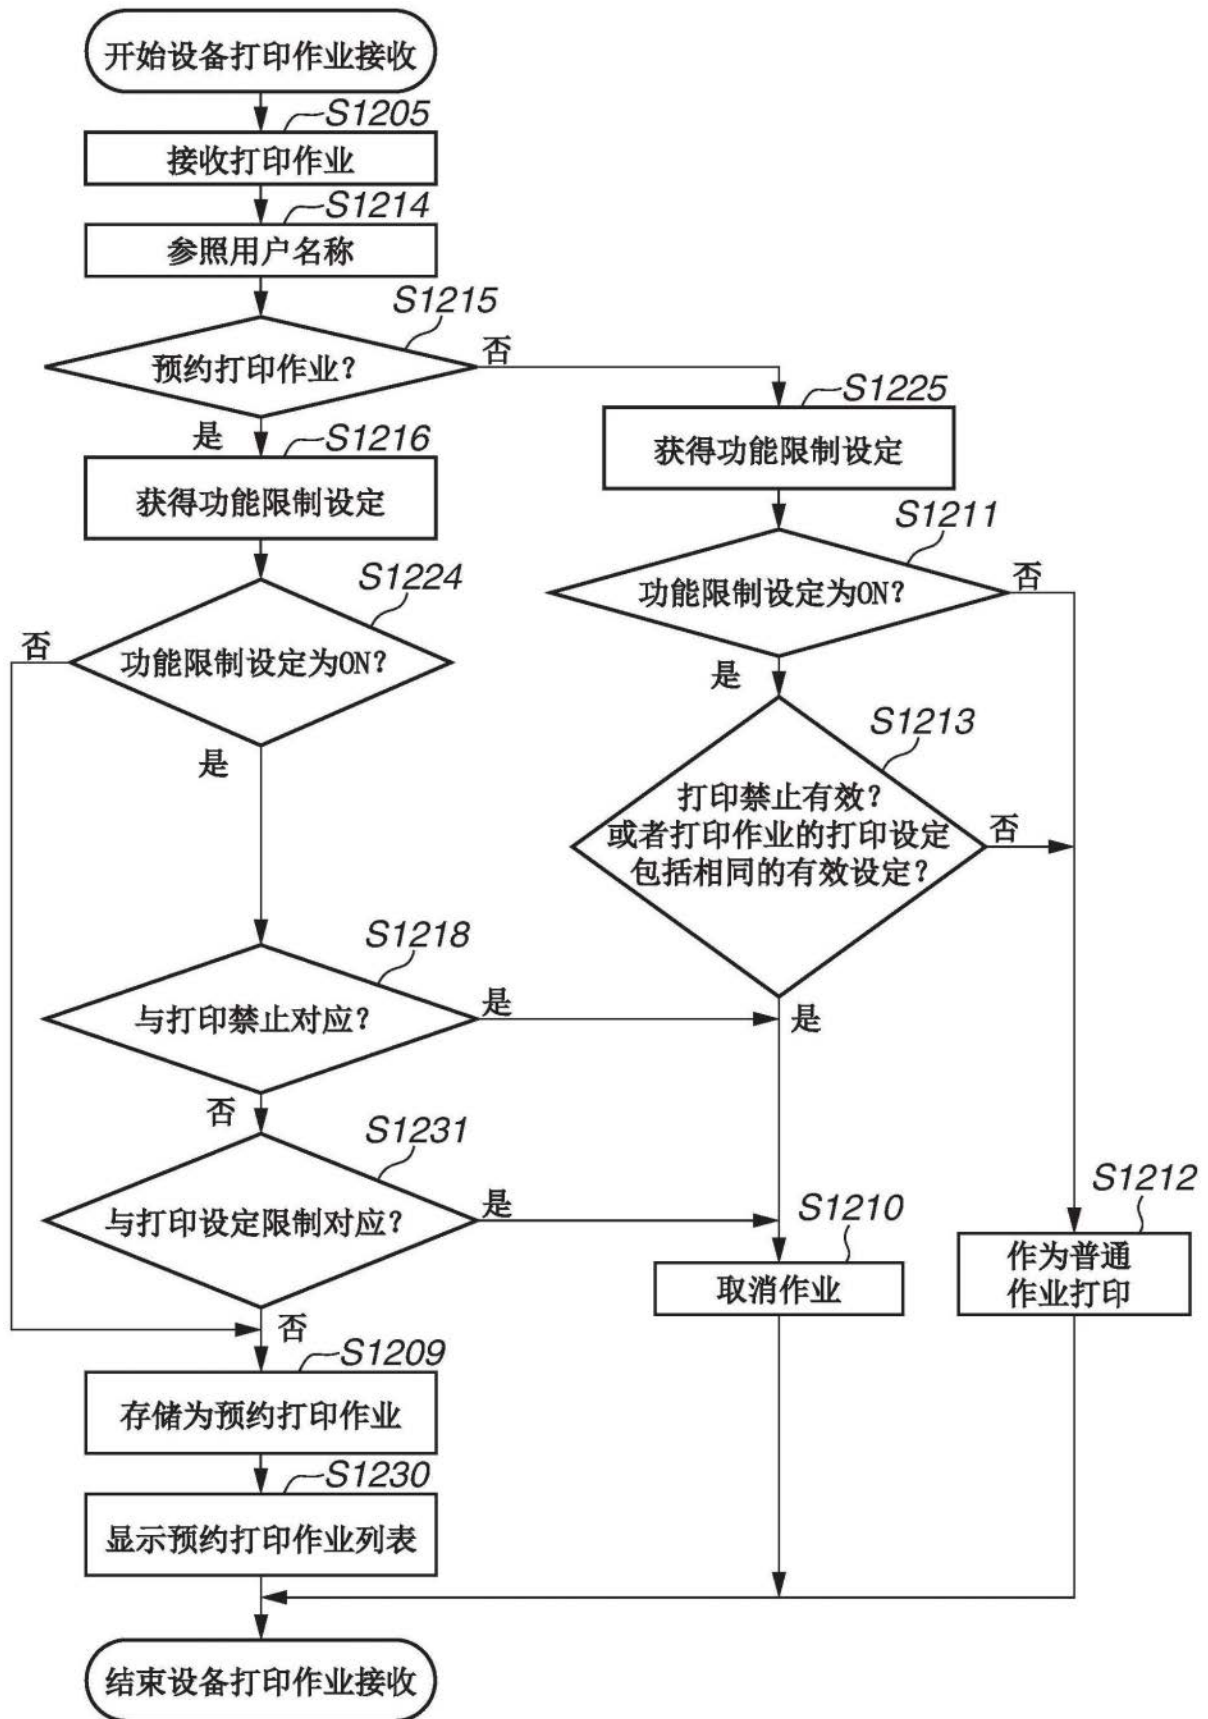 开始设备打印作业接收
S1205
接收打印作业
S1214
参照用户名称
S1215
预约打印作业？
否
是
S1216
获得功能限制设定
S1225
获得功能限制设定
S1224
功能限制设定为ON？
否
是
S1211
功能限制设定为ON？
否
是
S1213
打印禁止有效？
或者打印作业的打印设定
包括相同的有效设定？
否
是
S1218
与打印禁止对应？
是
否
S1231
与打印设定限制对应？
是
否
S1210
取消作业
S1212
作为普通
作业打印
S1209
存储为预约打印作业
S1230
显示预约打印作业列表
结束设备打印作业接收